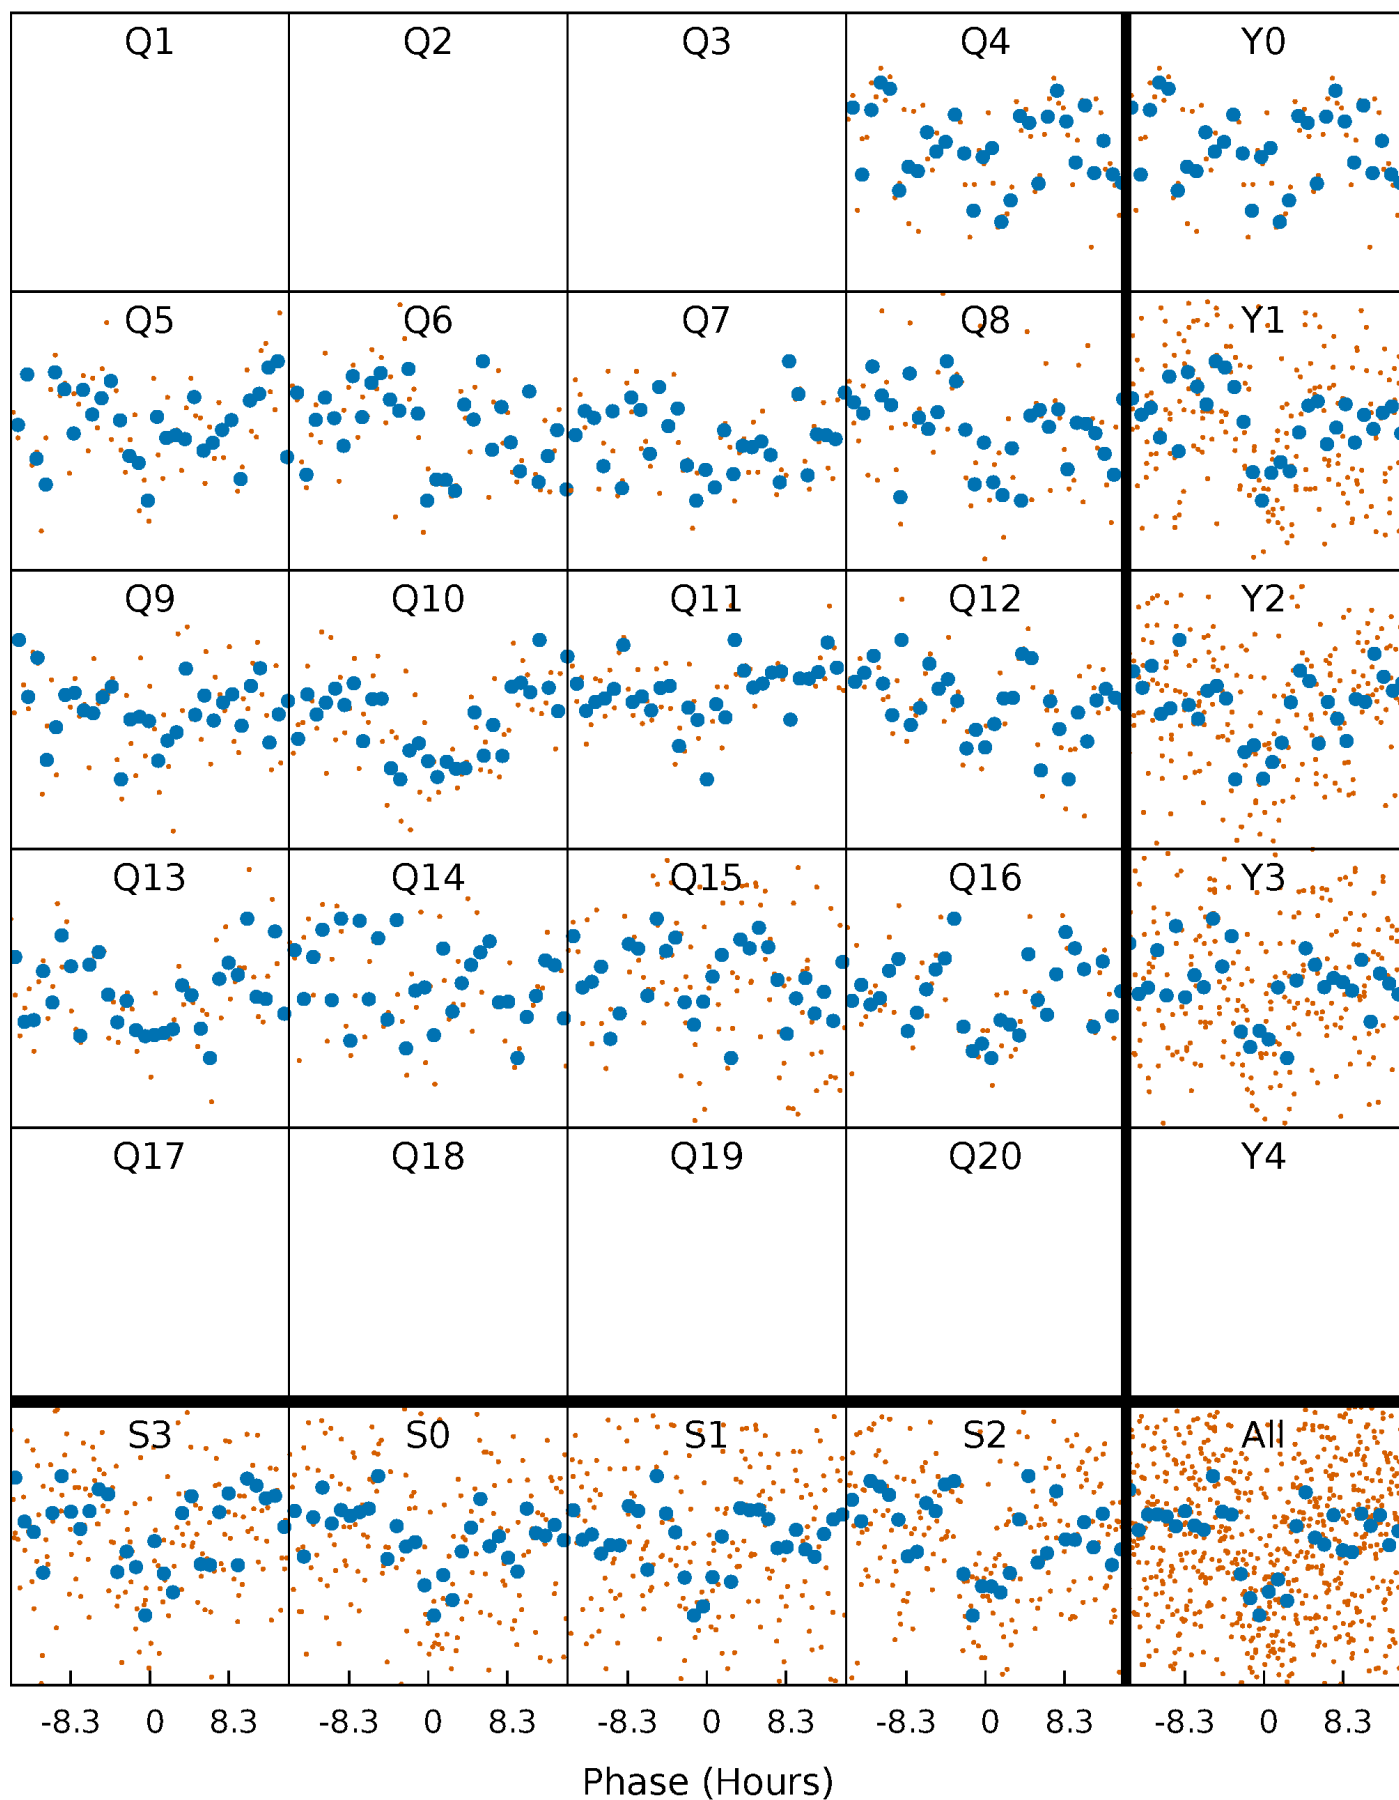 Q1 Q2 Q3 Q4 Y0
Q5 Q6 Q7 Q8 Y1
Q9 Q10 Q11 Q12 Y2
Q13 Q14 Q15 Q16 Y3
Q17 Q18 Q19 Q20 Y4
S3 S0 S1 S2 All
-8.3 0 8.3 -8.3 0 8.3 -8.3 0 8.3 -8.3 0 8.3 -8.3 0 8.3
Phase (Hours)